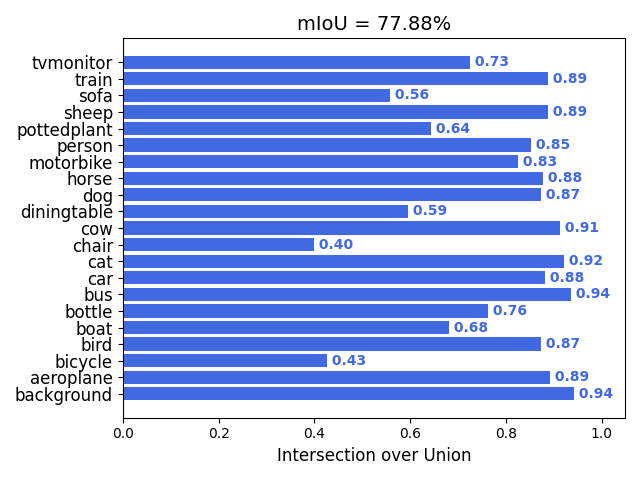 mIoU = 77.88%
tvmonitor 0.73
train 0.89
sofa 0.56
sheep 0.89
pottedplant 0.64
person 0.85
motorbike 0.83
horse 0.88
dog 0.87
diningtable 0.59
cow 0.91
chair 0.40
cat 0.92
car 0.88
bus 0.94
bottle 0.76
boat 0.68
bird 0.87
bicycle 0.43
aeroplane 0.89
background 0.94
0.0 0.2 0.4 0.6 0.8 1.0
Intersection over Union